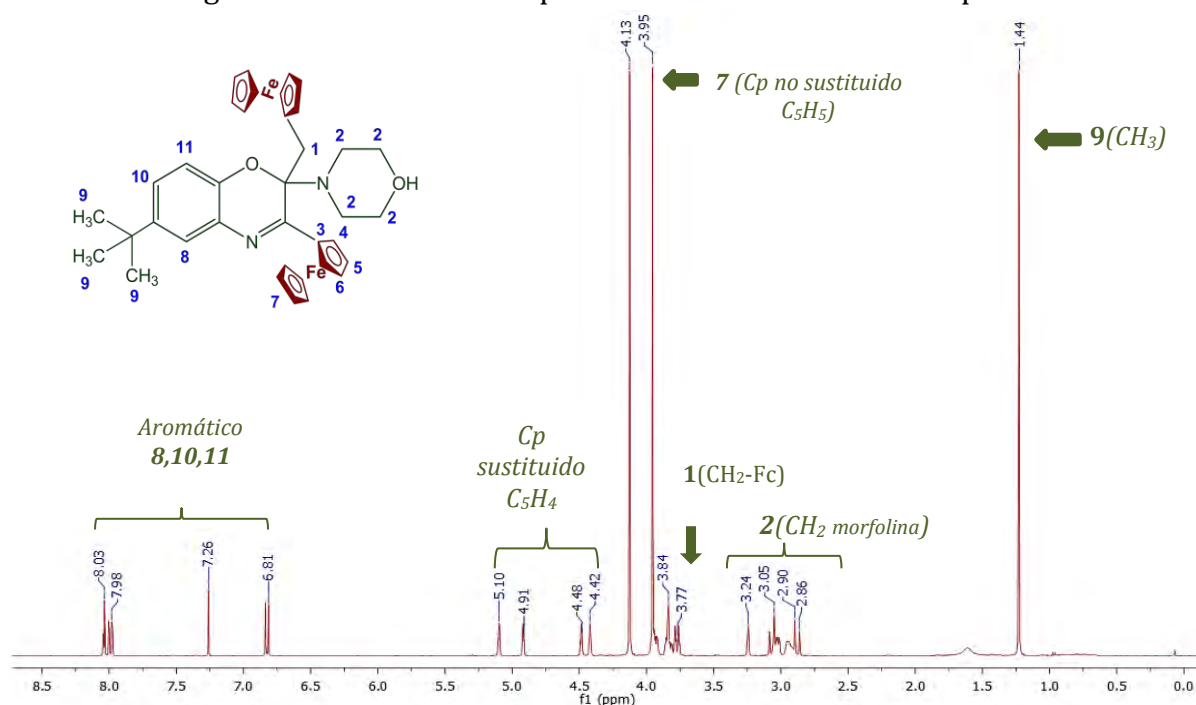 4.13
3.95
1.44
7 (Cp no sustituido
C5H5)
9(CH3)
Fe
1
2
2
11
O
10
N
OH
9
2
2
H3C
3
4
N
8
5
H3C
CH3
Fe
6
9
9
7
Aromático
8,10,11
Cp
sustituido
C5H4
1(CH2-Fc)
2(CH2 morfolina)
8.03
7.98
7.26
6.81
5.10
4.91
4.48
4.42
3.84
3.77
3.24
3.05
2.90
2.86
8.5 8.0 7.5 7.0 6.5 6.0 5.5 5.0 4.5 4.0 3.5 3.0 2.5 2.0 1.5 1.0 0.5 0.0
f1 (ppm)